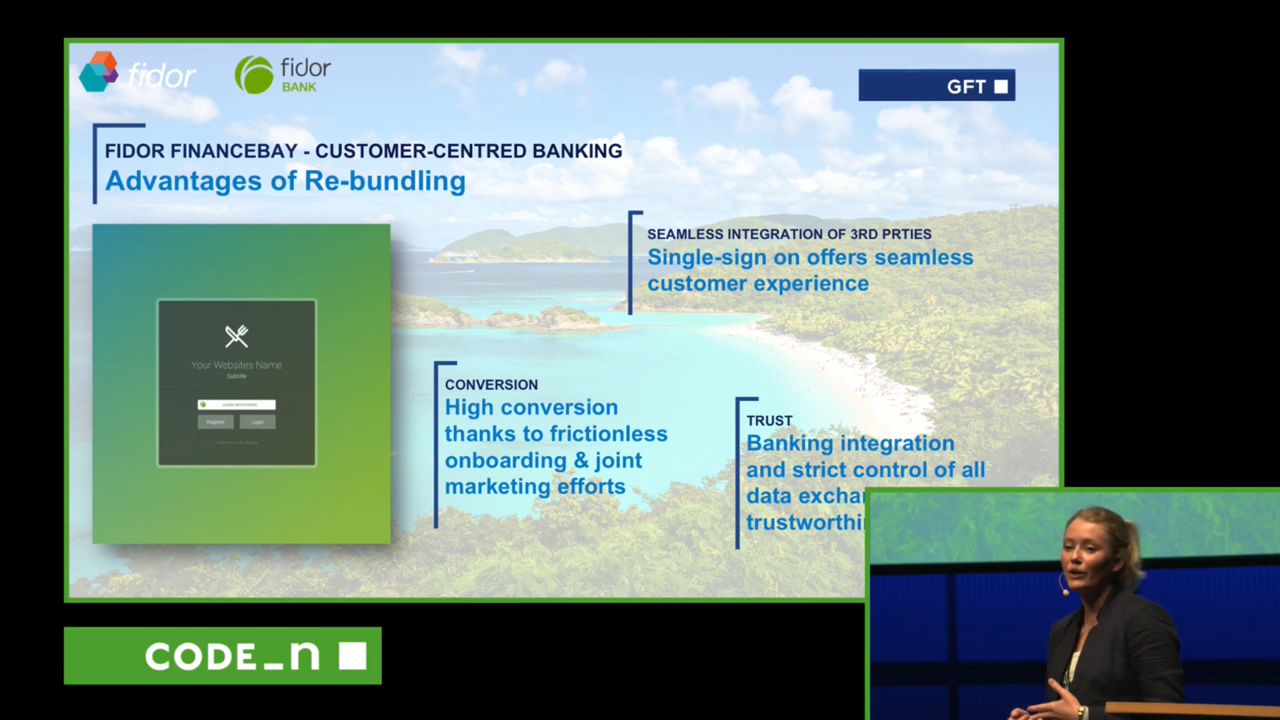 fidor
fidor
BANK
GFT
FIDOR FINANCEBAY - CUSTOMER-CENTRED BANKING
Advantages of Re-bundling
SEAMLESS INTEGRATION OF 3RD PRTIES
Single-sign on offers seamless
customer experience
Your Websites Name
Subtitle
Register
Login
CONVERSION
High conversion
thanks to frictionless
onboarding & joint
marketing efforts
TRUST
Banking integration
and strict control of all
data
CODE_n